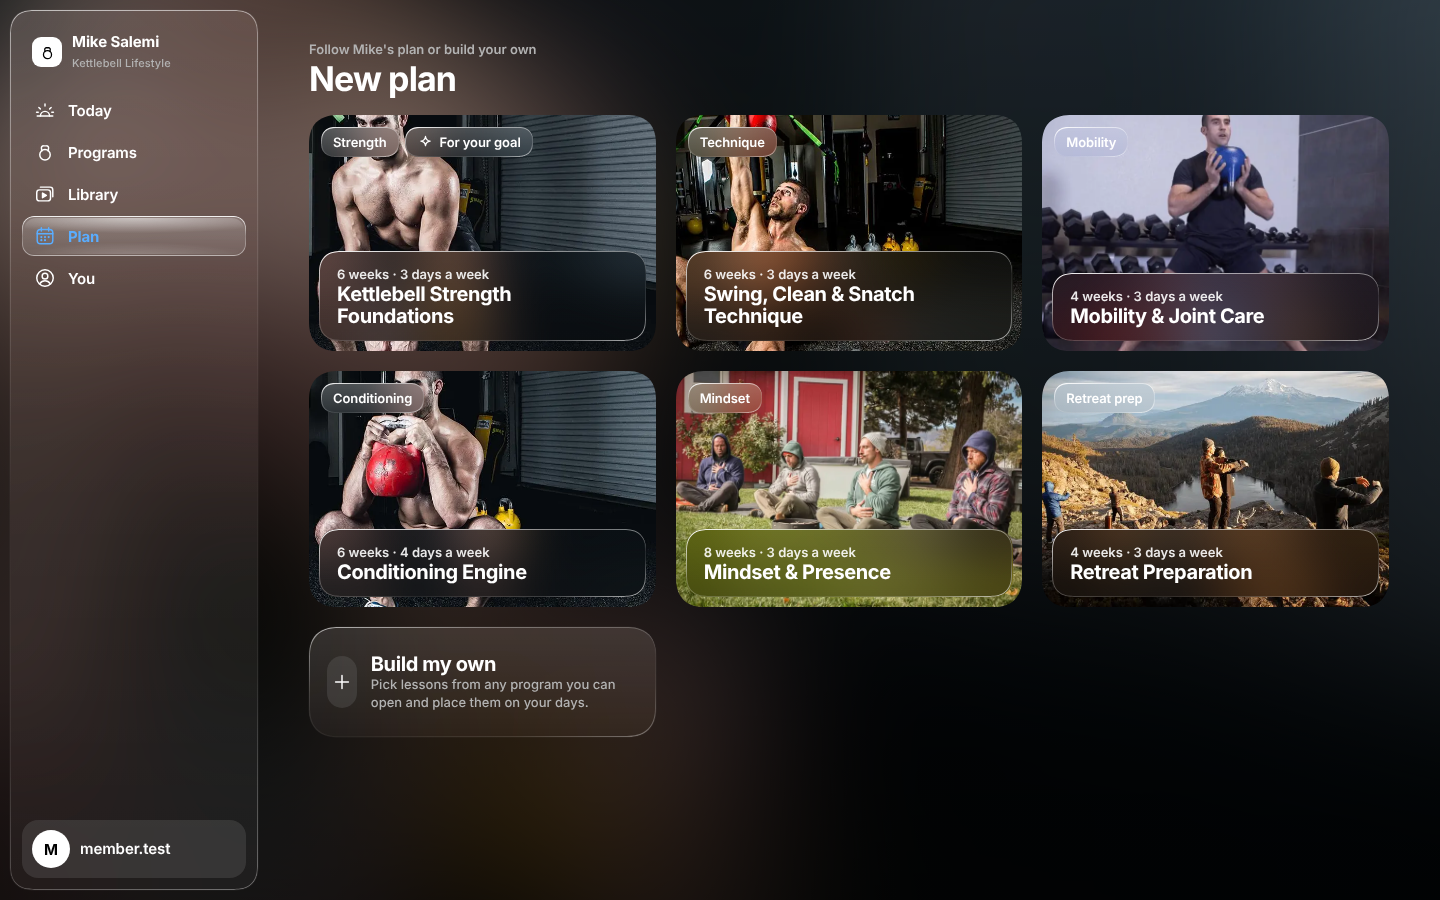 Mike Salemi
Kettlebell Lifestyle
Today
Programs
Library
Plan
You
M
member.test
Follow Mike's plan or build your own
New plan
Strength
For your goal
6 weeks · 3 days a week
Kettlebell Strength
Foundations
Technique
6 weeks · 3 days a week
Swing, Clean & Snatch
Technique
Mobility
4 weeks · 3 days a week
Mobility & Joint Care
Conditioning
6 weeks · 4 days a week
Conditioning Engine
Mindset
8 weeks · 3 days a week
Mindset & Presence
Retreat prep
4 weeks · 3 days a week
Retreat Preparation
Build my own
Pick lessons from any program you can
open and place them on your days.